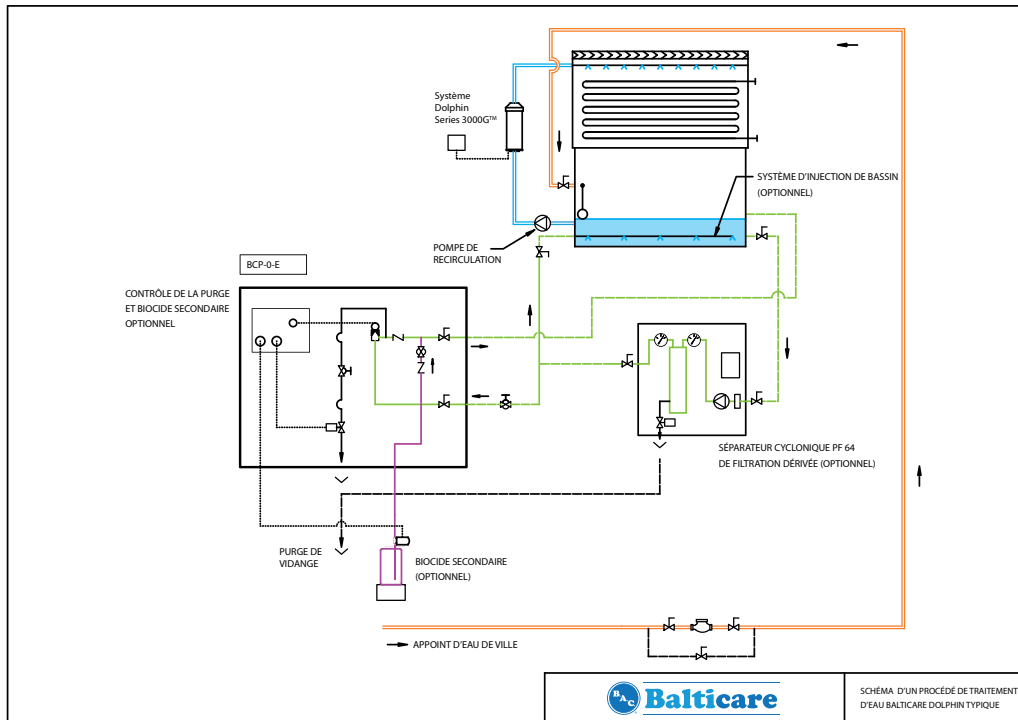 Système
Dolphin
Series 3000G™
SYSTÈME D'INJECTION DE BASSIN
(OPTIONNEL)
POMPE DE
RECIRCULATION
BCP-0-E
CONTRÔLE DE LA PURGE
ET BIOCIDE SECONDAIRE
OPTIONNEL
SÉPARATEUR CYCLONIQUE PF 64
DE FILTRATION DÉRIVÉE (OPTIONNEL)
PURGE DE
VIDANGE
BIOCIDE SECONDAIRE
(OPTIONNEL)
APPOINT D'EAU DE VILLE
BAC
Balticare
SCHÉMA D'UN PROCÉDÉ DE TRAITEMENT
D'EAU BALTICARE DOLPHIN TYPIQUE